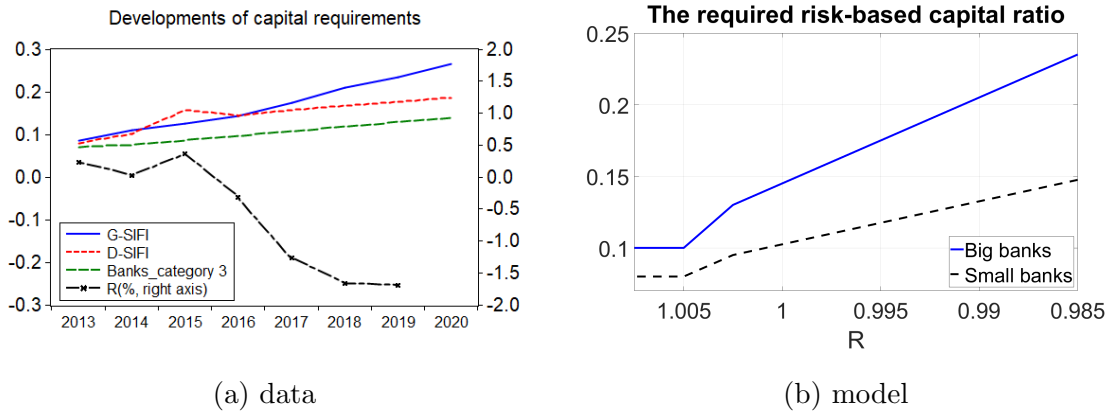 Developments of capital requirements
0.3
0.2
0.1
0.0
-0.1
-0.2
-0.3
2.0
1.5
1.0
0.5
0.0
-0.5
-1.0
-1.5
-2.0
G-SIFI
D-SIFI
Banks_category 3
R(%, right axis)
2013 2014 2015 2016 2017 2018 2019 2020
(a) data
The required risk-based capital ratio
0.25
0.2
0.15
0.1
Big banks
Small banks
1.005 1 0.995 0.99 0.985
R
(b) model